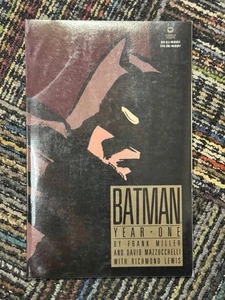 BATMAN
YEAR • ONE
BY FRANK MILLER
AND DAVID MAZZUCCHELLI
WITH RICHMOND LEWIS